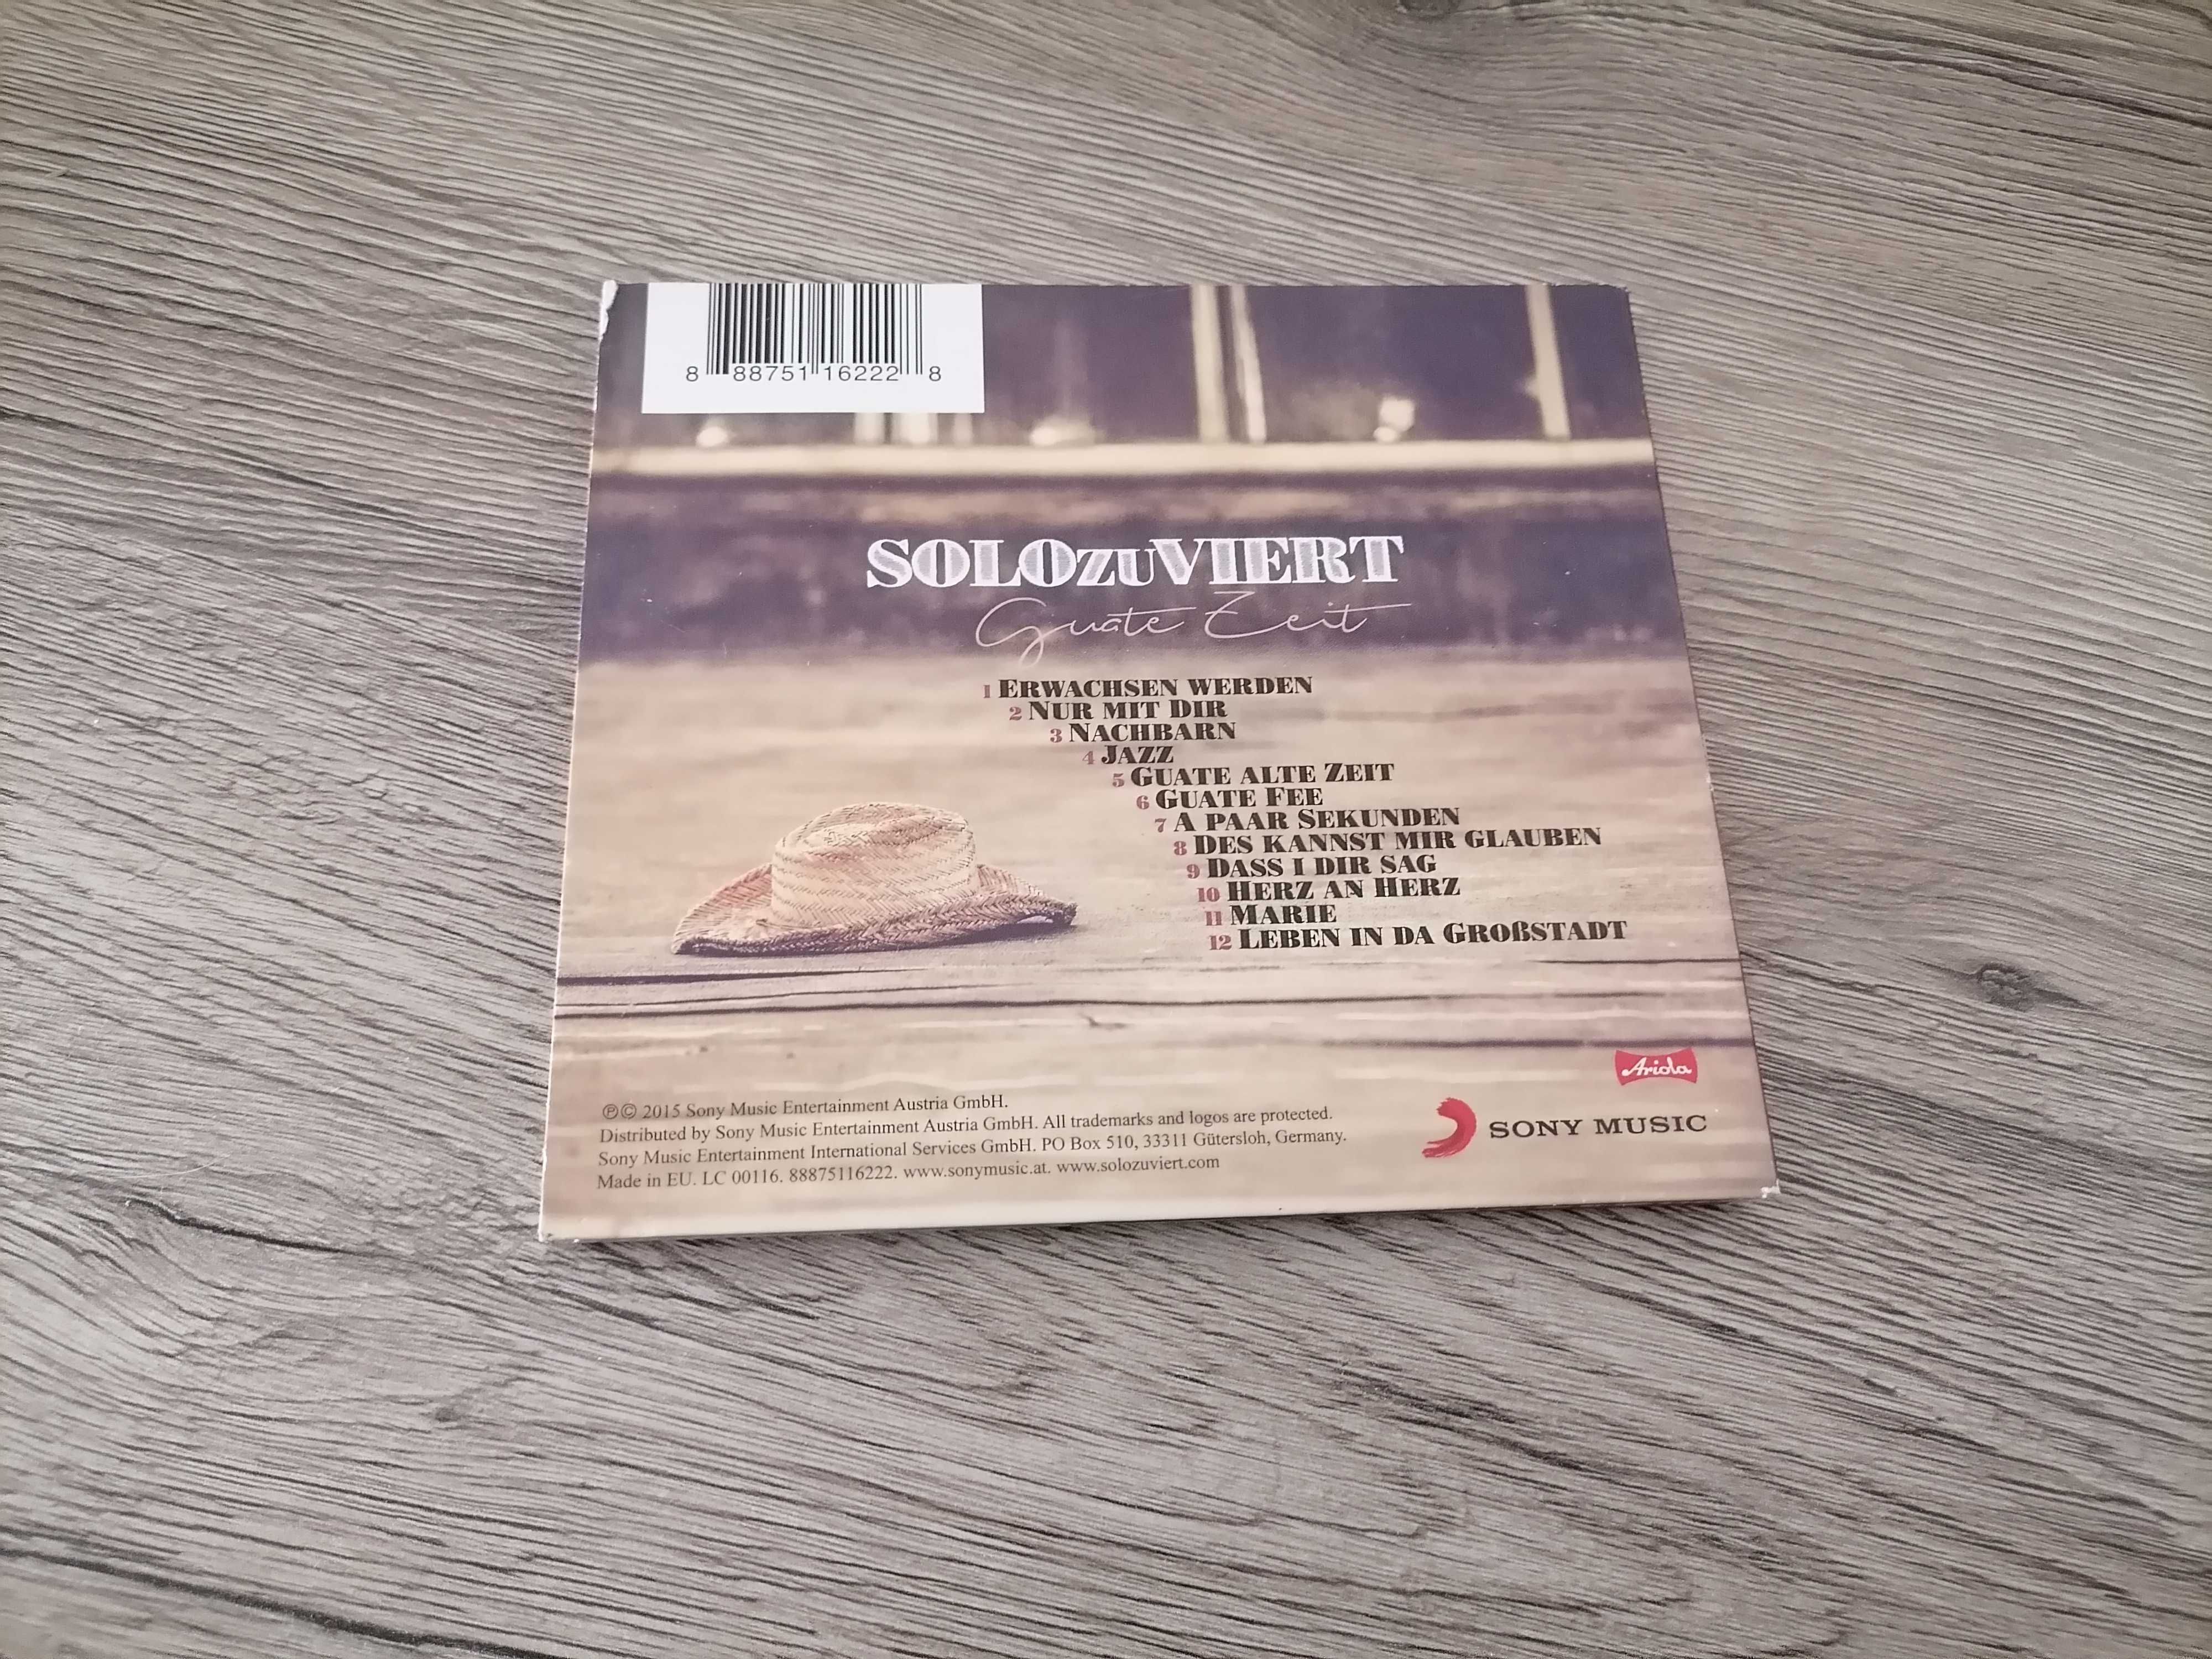 8 88751 16222 8
SOLOZUVIERT
Guate Zeit
1 ERWACHSEN WERDEN
2 NUR MIT DIR
3 NACHBARN
4 JAZZ
5 GUATE ALTE ZEIT
6 GUATE FEE
7 A PAAR SEKUNDEN
8 DES KANNST MIR GLAUBEN
9 DASS I DIR SAG
10 HERZ AN HERZ
11 MARIE
12 LEBEN IN DA GROßSTADT
Ariola
℗© 2015 Sony Music Entertainment Austria GmbH.
Distributed by Sony Music Entertainment Austria GmbH. All trademarks and logos are protected.
Sony Music Entertainment International Services GmbH. PO Box 510, 33311 Gütersloh, Germany.
Made in EU. LC 00116. 88875116222. www.sonymusic.at. www.solozuviert.com
SONY MUSIC